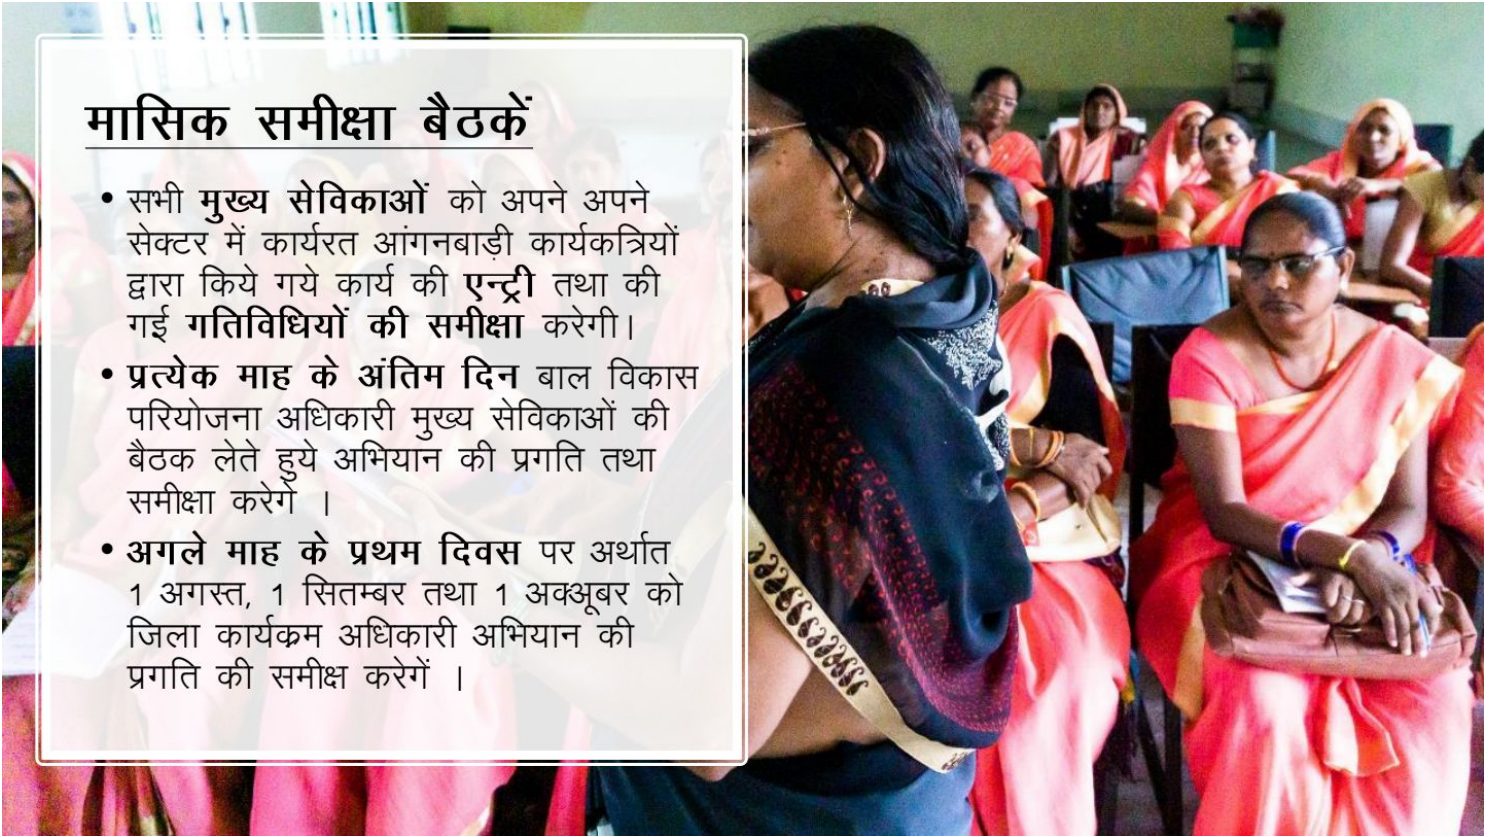 मासिक समीक्षा बैठकें
• सभी मुख्य सेविकाओं को अपने अपने
सेक्टर में कार्यरत आंगनबाड़ी कार्यकत्रियों
द्वारा किये गये कार्य की एन्ट्री तथा की
गई गतिविधियों की समीक्षा करेगी।
• प्रत्येक माह के अंतिम दिन बाल विकास
परियोजना अधिकारी मुख्य सेविकाओं की
बैठक लेते हुये अभियान की प्रगति तथा
समीक्षा करेगें ।
• अगले माह के प्रथम दिवस पर अर्थात
1 अगस्त, 1 सितम्बर तथा 1 अक्अूबर को
जिला कार्यक्रम अधिकारी अभियान की
प्रगति की समीक्ष करेगें ।